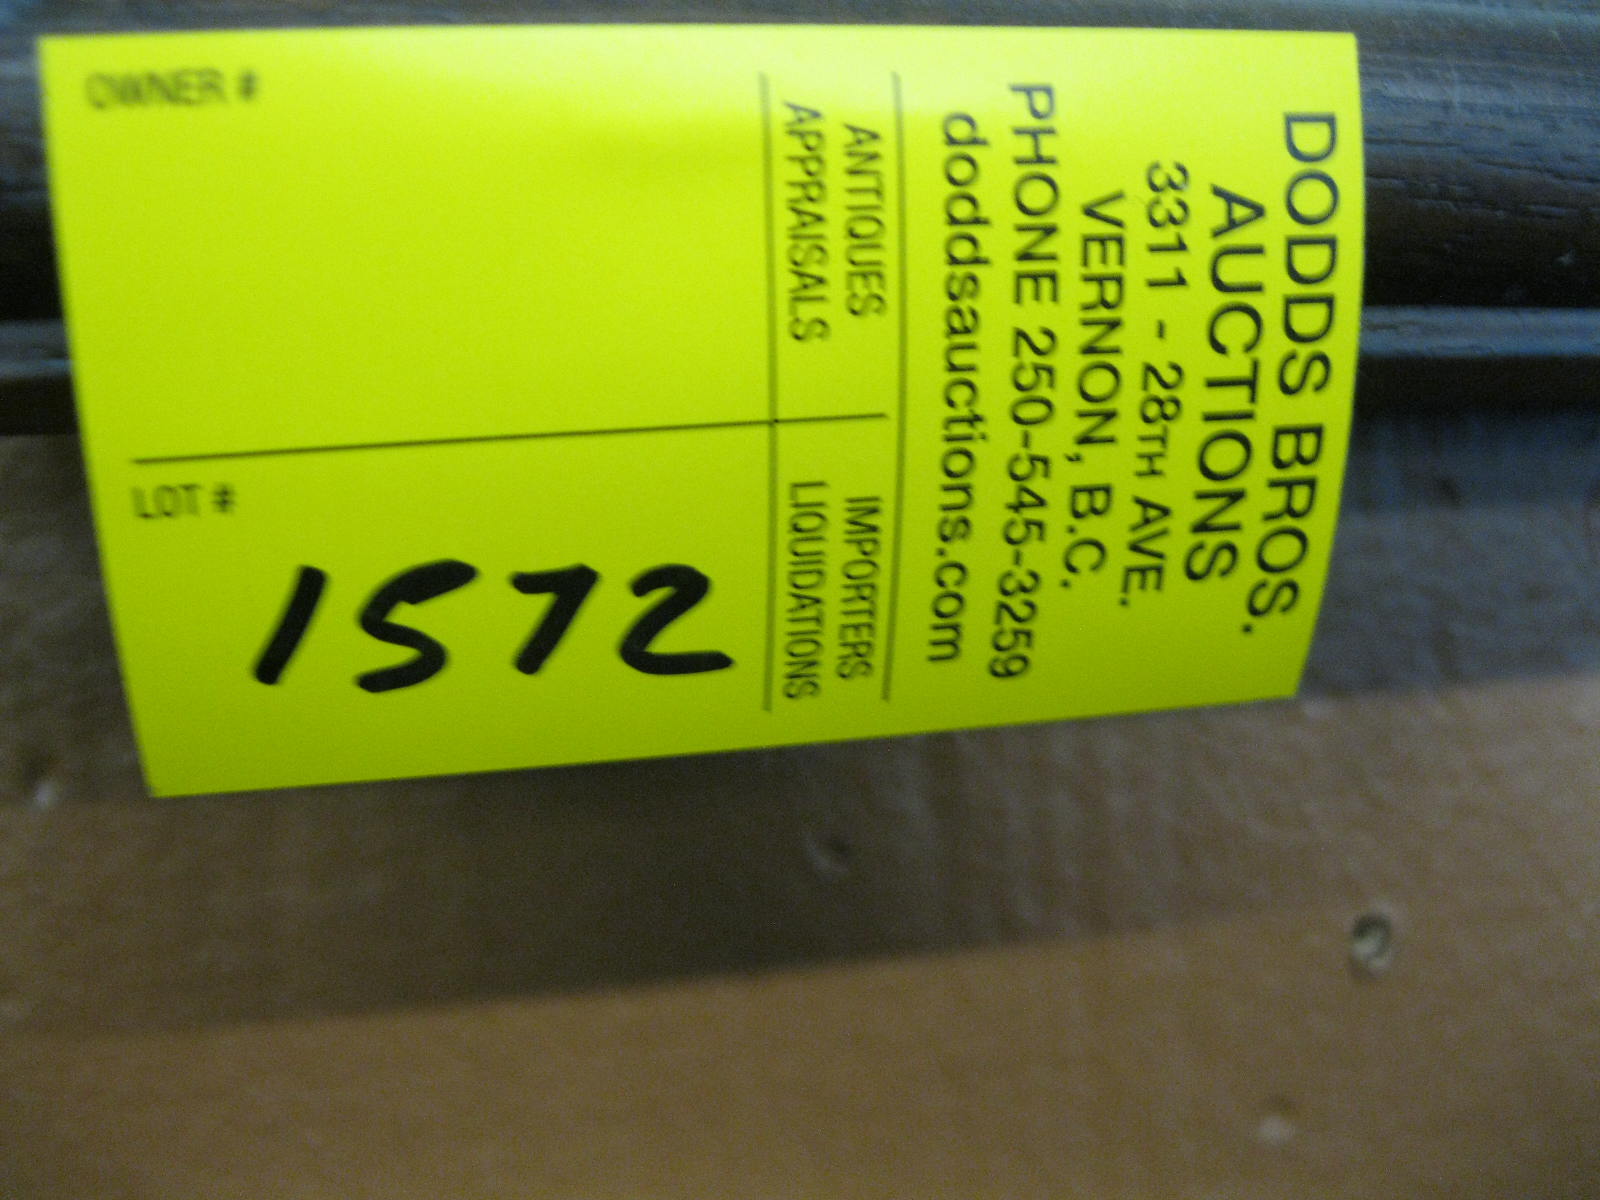 DODDS BROS.
AUCTIONS
3311 - 28TH AVE.
VERNON, B.C.
PHONE 250-545-3259
doddsauctions.com
ANTIQUES
APPRAISALS
IMPORTERS
LIQUIDATIONS
OWNER #
LOT #
1572